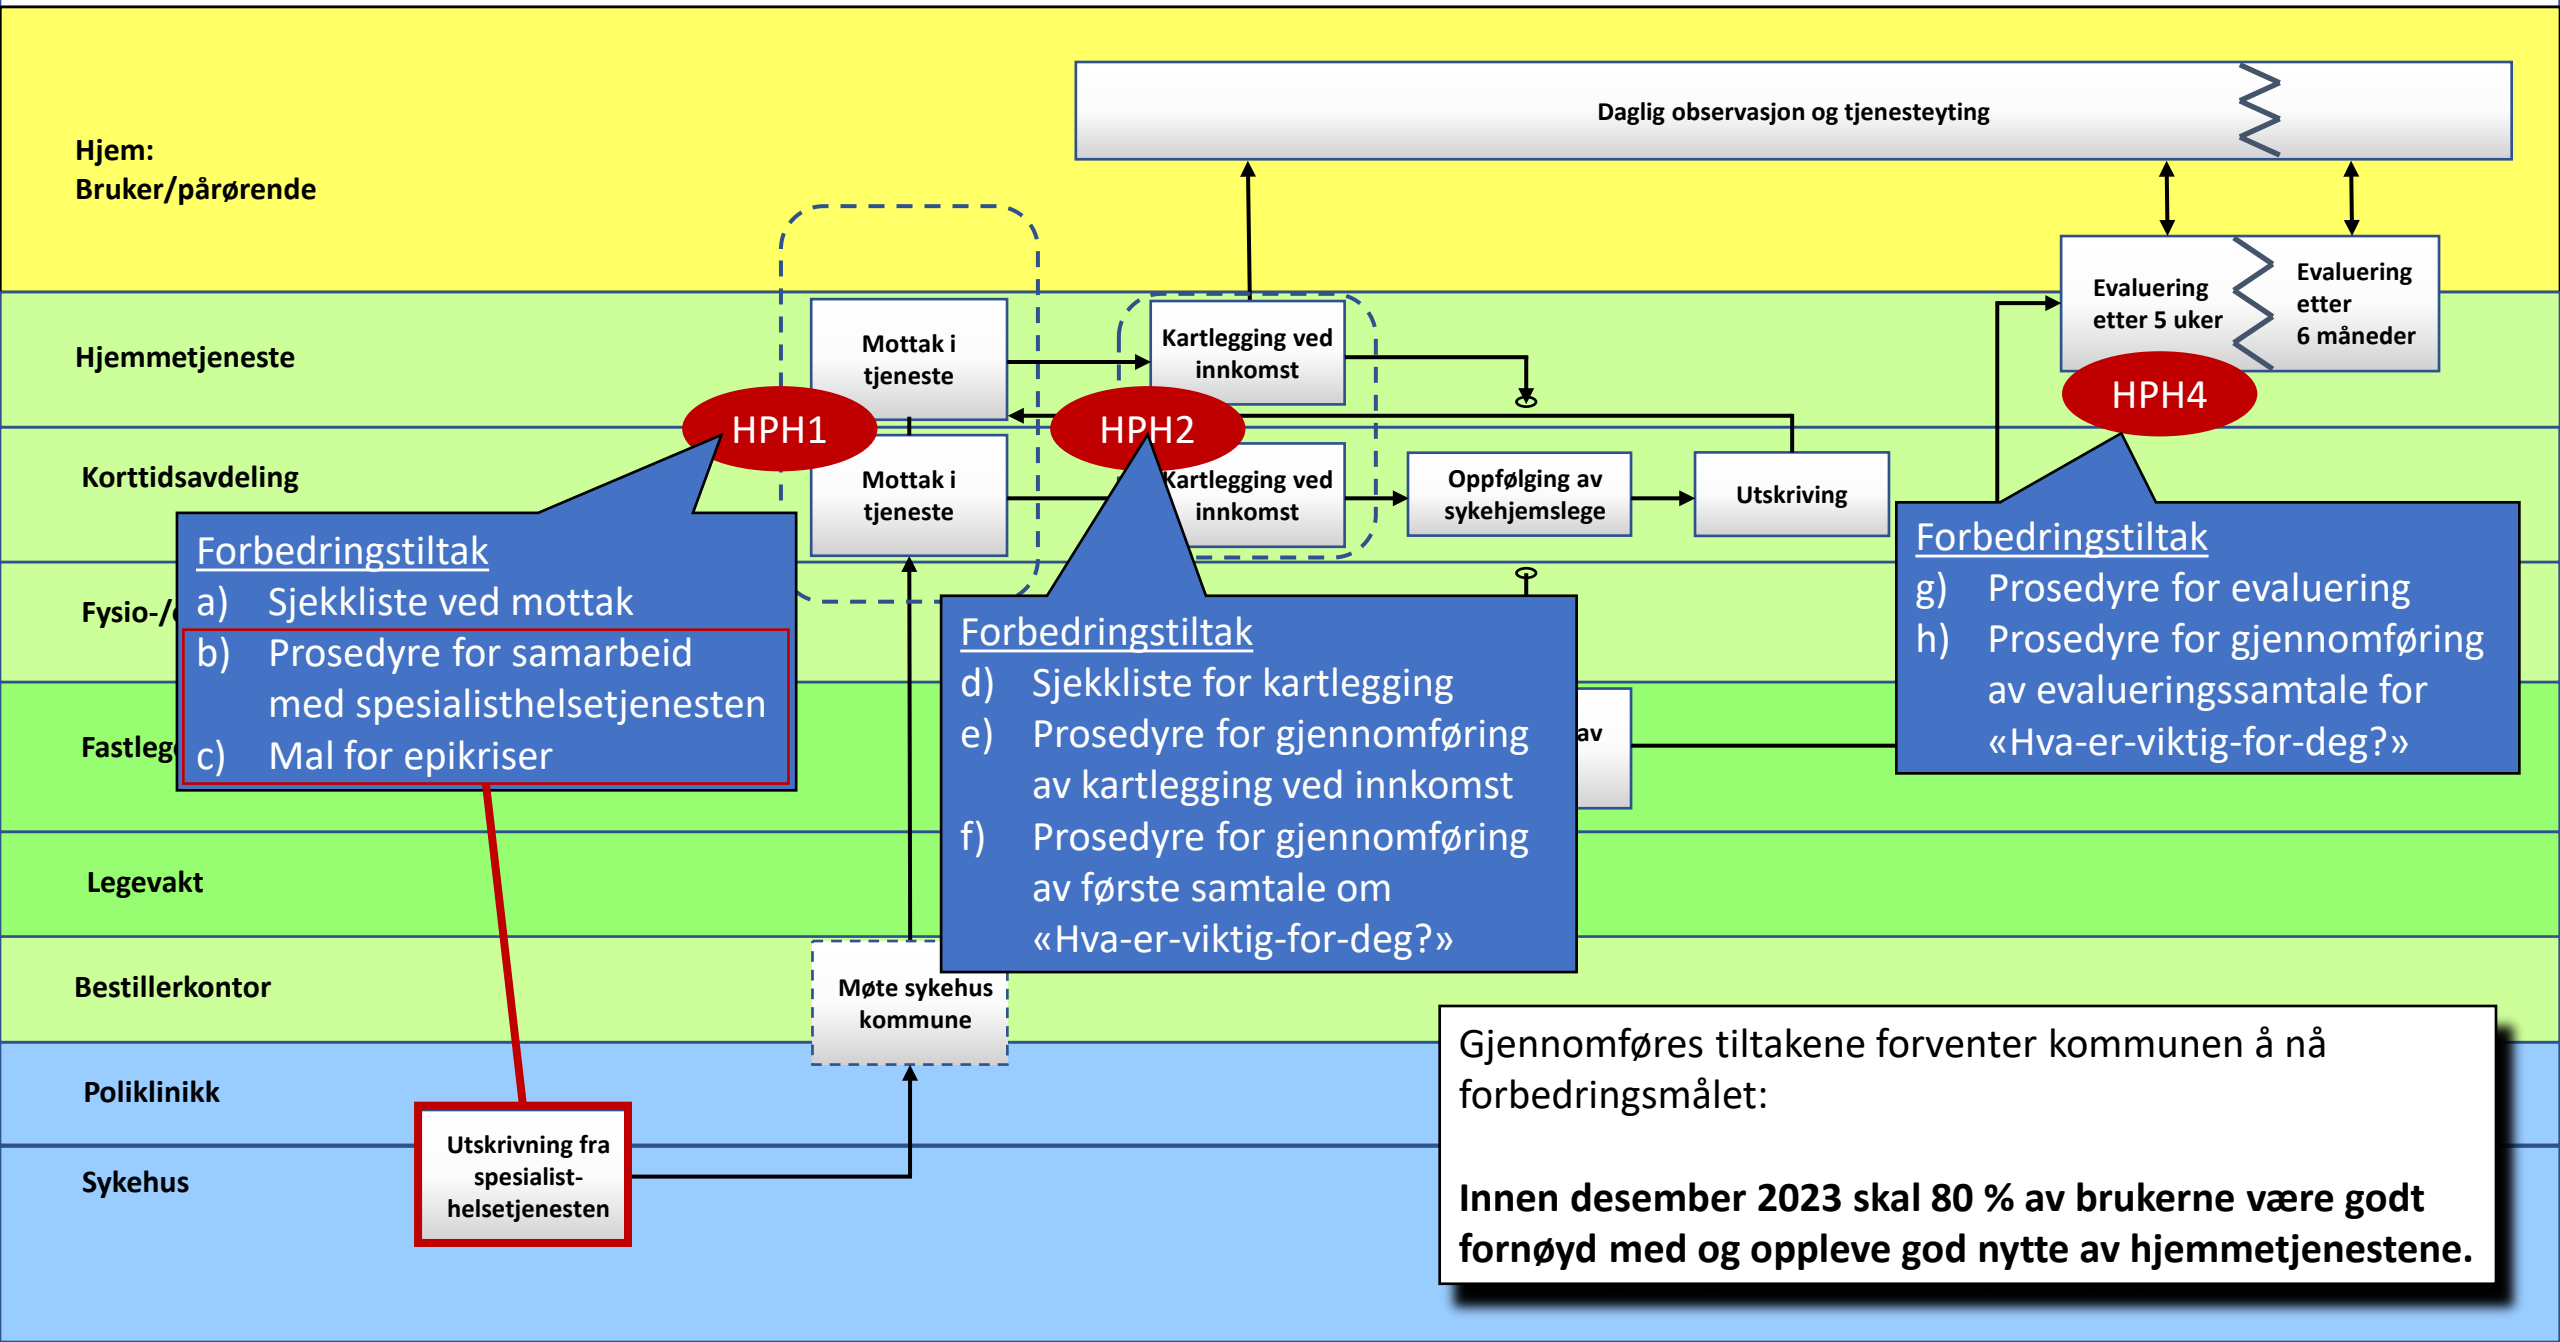 Daglig observasjon og tjenesteyting
Hjem:
Bruker/pårørende
Evaluering
etter 5 uker
Evaluering
etter
6 måneder
Hjemmetjeneste
Mottak i
tjeneste
Kartlegging ved
innkomst
HPH1
HPH2
HPH4
Korttidsavdeling
Mottak i
tjeneste
Kartlegging ved
innkomst
Oppfølging av
sykehjemslege
Utskriving
Forbedringstiltak
a) Sjekkliste ved mottak
b) Prosedyre for samarbeid
med spesialisthelsetjenesten
c) Mal for epikriser
Forbedringstiltak
d) Sjekkliste for kartlegging
e) Prosedyre for gjennomføring
av kartlegging ved innkomst
f) Prosedyre for gjennomføring
av første samtale om
«Hva-er-viktig-for-deg?»
Forbedringstiltak
g) Prosedyre for evaluering
h) Prosedyre for gjennomføring
av evalueringssamtale for
«Hva-er-viktig-for-deg?»
Fysio-/
Fastleg
av
Legevakt
Bestillerkontor
Møte sykehus
kommune
Poliklinikk
Sykehus
Utskrivning fra
spesialist-
helsetjenesten
Gjennomføres tiltakene forventer kommunen å nå
forbedringsmålet:
Innen desember 2023 skal 80 % av brukerne være godt
fornøyd med og oppleve god nytte av hjemmetjenestene.